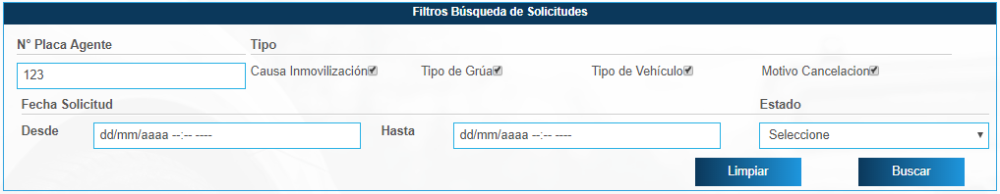 Filtros Búsqueda de Solicitudes
N° Placa Agente Tipo
123 Causa Inmovilización Tipo de Grúa Tipo de Vehículo Motivo Cancelacion
Fecha Solicitud Estado
Desde dd/mm/aaaa --:-- ---- Hasta dd/mm/aaaa --:-- ---- Seleccione
Limpiar Buscar